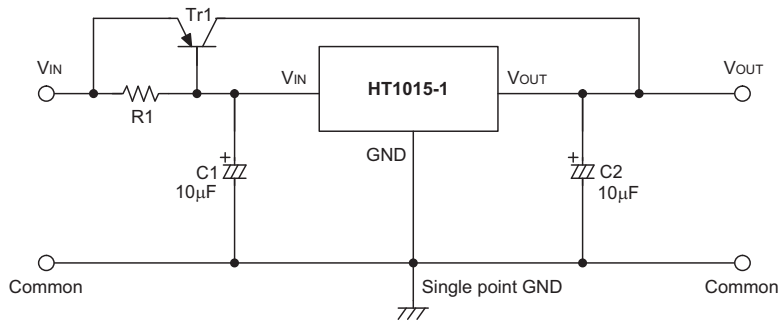 Tr1
VIN
R1
VIN
HT1015-1
VOUT
VOUT
GND
C1
10μF
C2
10μF
Common
Single point GND
Common